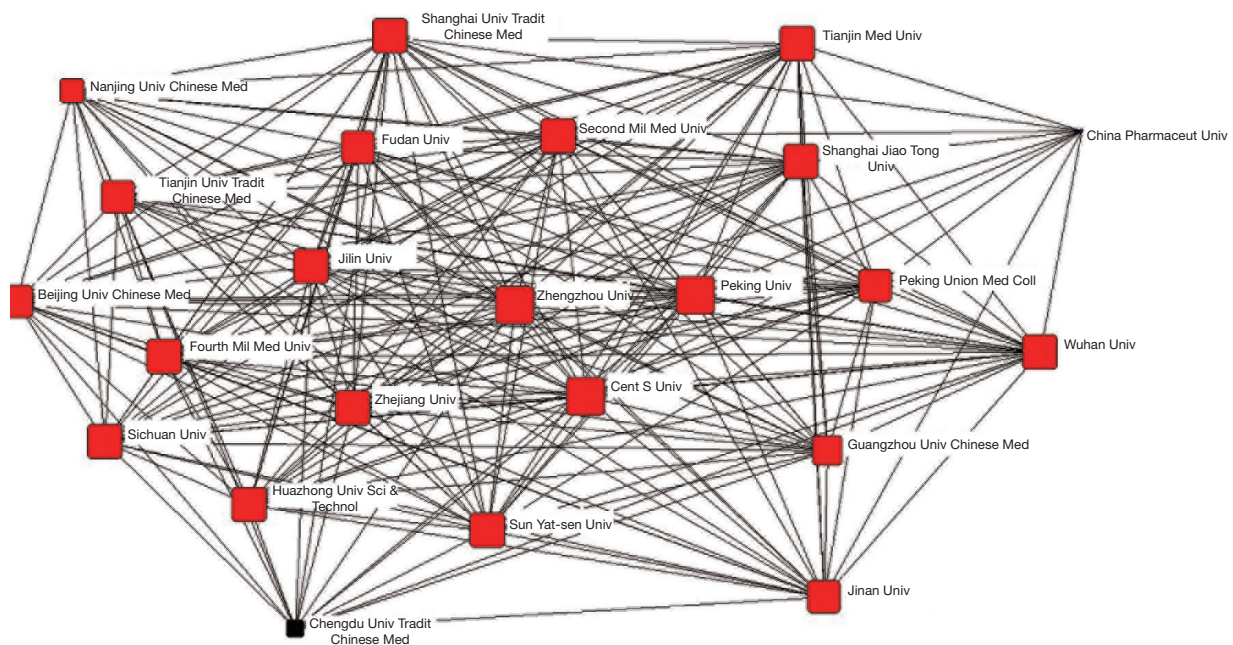 Shanghai Univ Tradit
Chinese Med
Tianjin Med Univ
Nanjing Univ Chinese Med
Fudan Univ
Second Mil Med Univ
China Pharmaceut Univ
Shanghai Jiao Tong
Univ
Tianjin Univ Tradit
Chinese Med
Jilin Univ
Beijing Univ Chinese Med
Zhengzhou Univ
Peking Univ
Peking Union Med Coll
Fourth Mil Med Univ
Wuhan Univ
Zhejiang Univ
Cent S Univ
Sichuan Univ
Guangzhou Univ Chinese Med
Huazhong Univ Sci &
Technol
Sun Yat-sen Univ
Jinan Univ
Chengdu Univ Tradit
Chinese Med